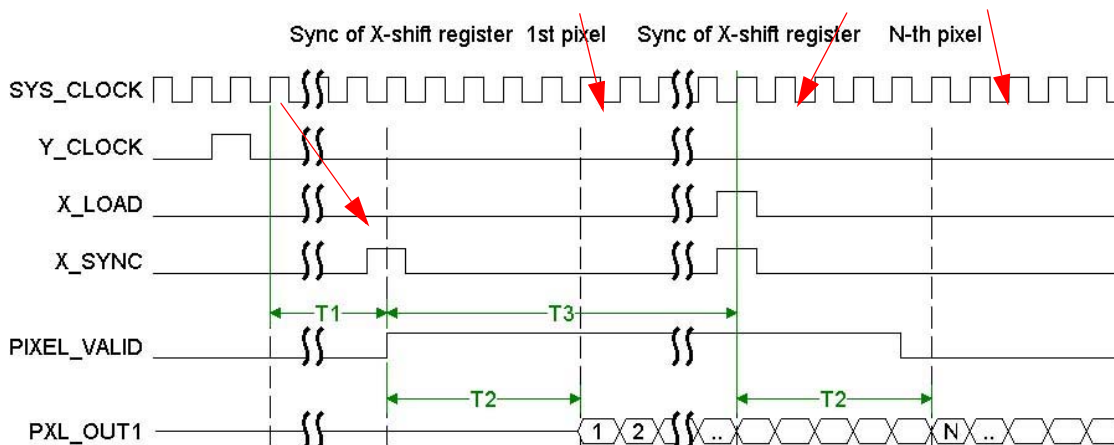 Sync of X-shift register 1st pixel Sync of X-shift register N-th pixel
SYS_CLOCK
Y_CLOCK
X_LOAD
X_SYNC
T1 T3
PIXEL_VALID
T2 T2
PXL_OUT1 1 2 .. N ..